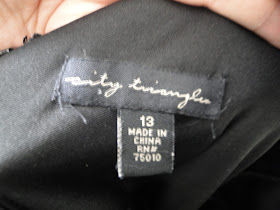 city triangles
13
MADE IN
CHINA
RN#
75010